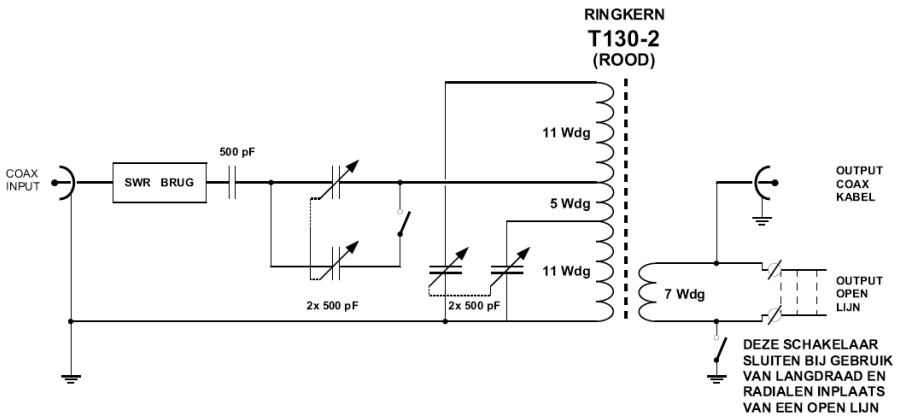 RINGKERN
T130-2
(ROOD)
11 Wdg
500 pF
COAX
INPUT
SWR BRUG
OUTPUT
COAX
KABEL
5 Wdg
11 Wdg
7 Wdg
OUTPUT
OPEN
LIJN
2x 500 pF
2x 500 pF
DEZE SCHAKELAAR
SLUITEN BIJ GEBRUIK
VAN LANGDRAAD EN
RADIALEN INPLAATS
VAN EEN OPEN LIJN